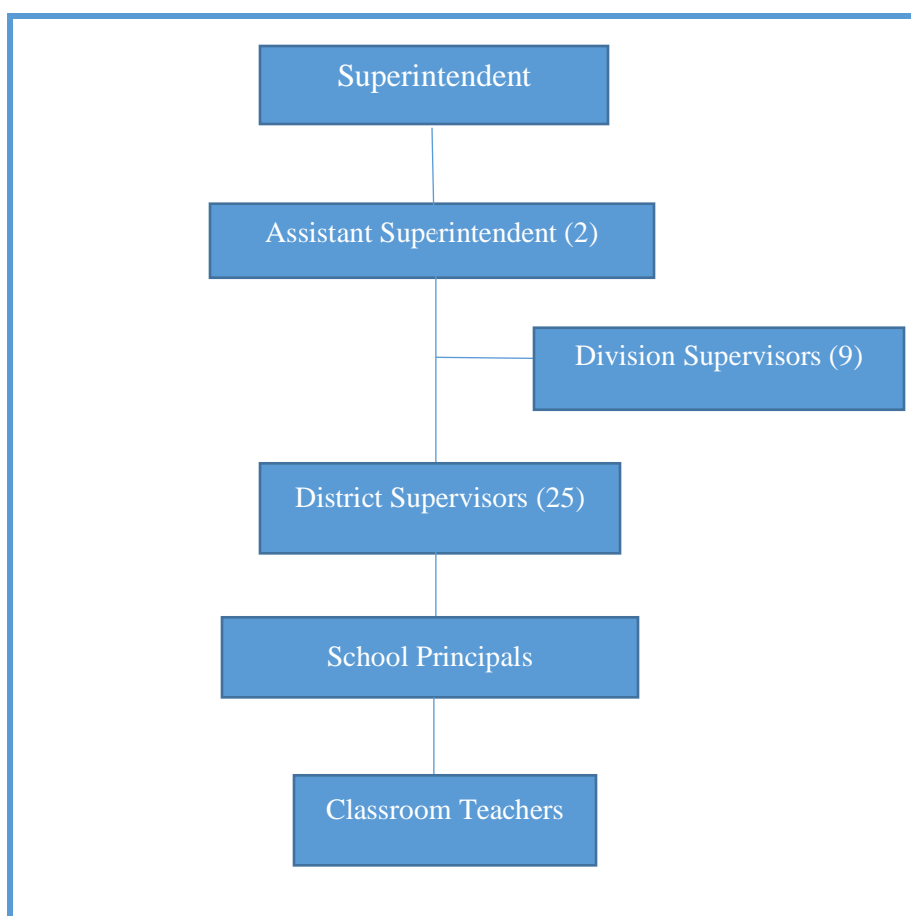 Superintendent
Assistant Superintendent (2)
Division Supervisors (9)
District Supervisors (25)
School Principals
Classroom Teachers